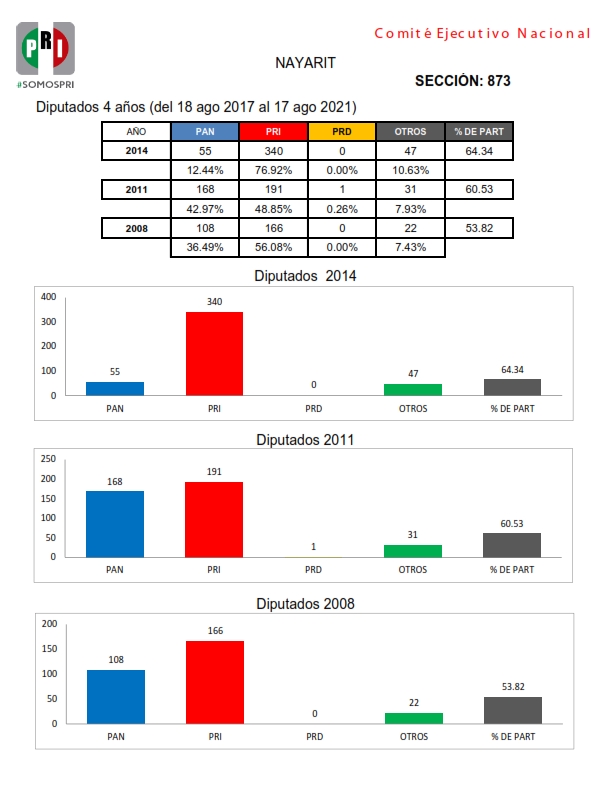 Comité Ejecutivo Nacional
PRI
#SOMOSPRI
NAYARIT
SECCIÓN: 873
Diputados 4 años (del 18 ago 2017 al 17 ago 2021)
AÑO PAN PRI PRD OTROS % DE PART
2014 55 340 0 47 64.34
12.44% 76.92% 0.00% 10.63%
2011 168 191 1 31 60.53
42.97% 48.85% 0.26% 7.93%
2008 108 166 0 22 53.82
36.49% 56.08% 0.00% 7.43%
Diputados 2014
400
300
200
100
0
55 340 0 47 64.34
PAN PRI PRD OTROS % DE PART
Diputados 2011
250
200
150
100
50
0
168 191 1 31 60.53
PAN PRI PRD OTROS % DE PART
Diputados 2008
200
150
100
50
0
108 166 0 22 53.82
PAN PRI PRD OTROS % DE PART